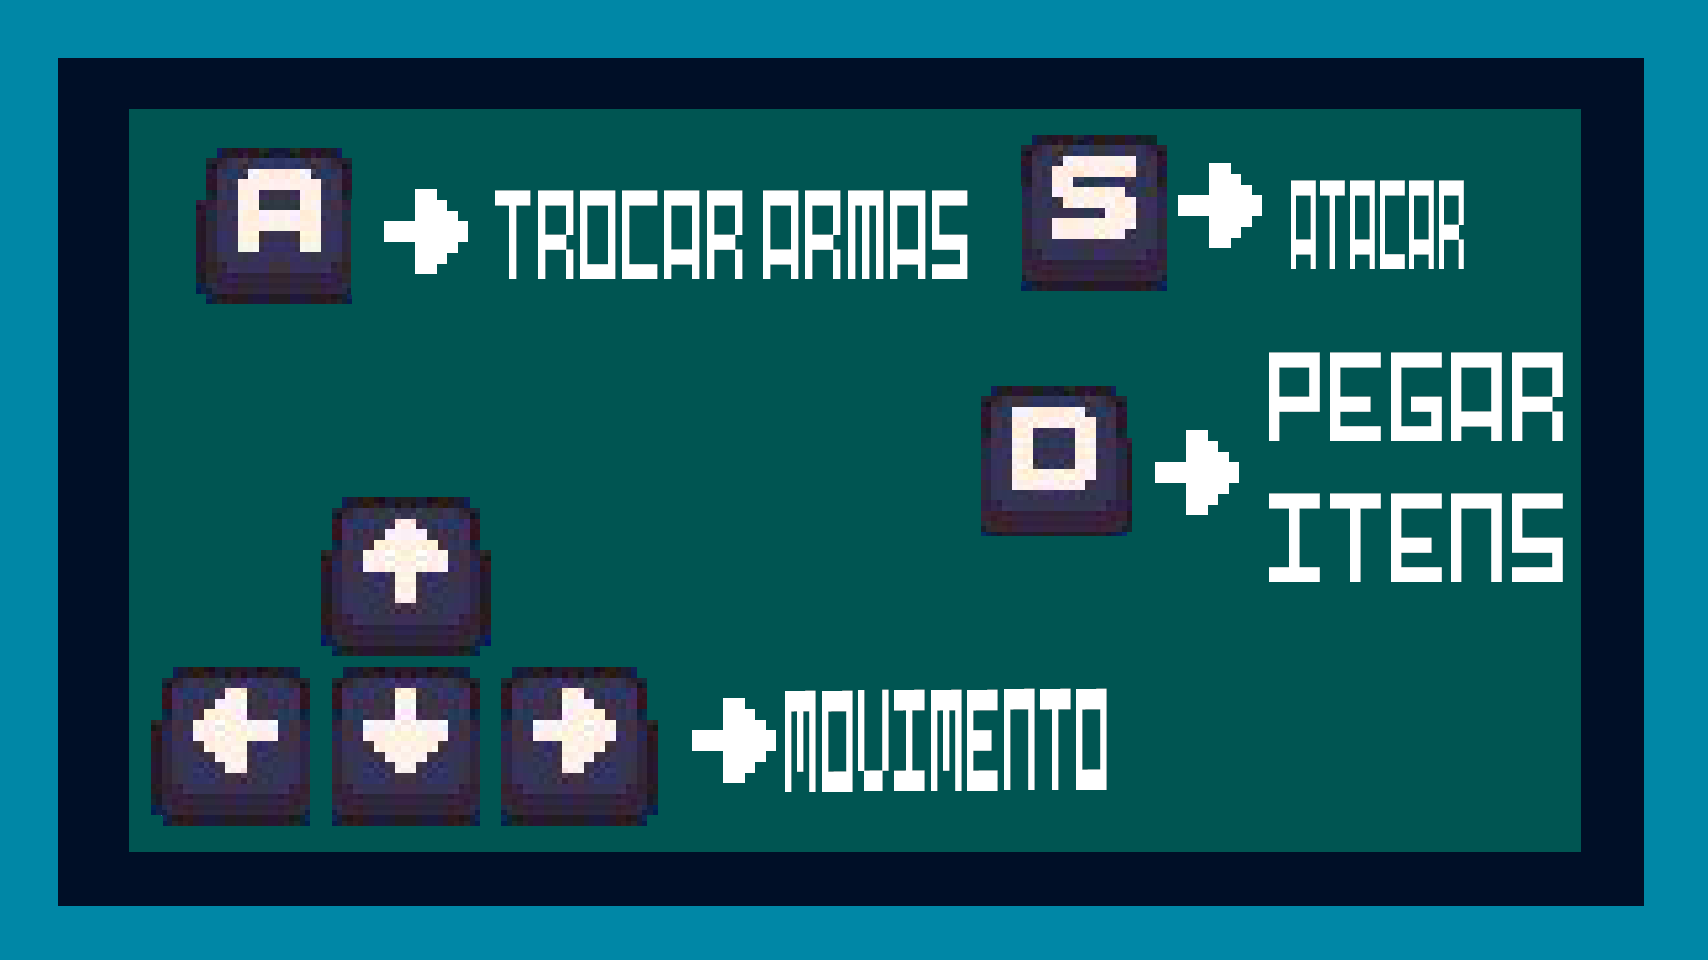 A TROCAR ARMAS
S ATACAR
D PEGAR
ITENS
MOVIMENTO